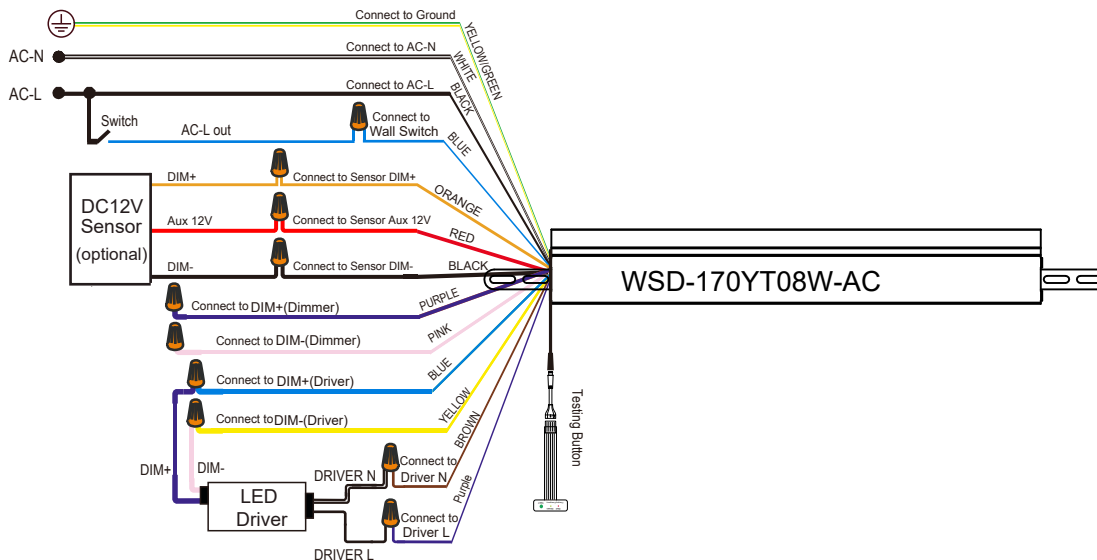 Connect to Ground
YELLOW/GREEN
AC-N
Connect to AC-N
WHITE
AC-L
Connect to AC-L
BLACK
Switch
AC-L out
Connect to
Wall Switch
BLUE
DC12V
Sensor
(optional)
DIM+
Connect to Sensor DIM+
ORANGE
Aux 12V
Connect to Sensor Aux 12V
RED
DIM-
Connect to Sensor DIM-
BLACK
WSD-170YT08W-AC
Connect to DIM+(Dimmer)
PURPLE
Connect to DIM-(Dimmer)
PINK
Connect to DIM+(Driver)
BLUE
Connect to DIM-(Driver)
YELLOW
Testing Button
DIM+
DIM-
LED
Driver
DRIVER N
Connect to
Driver N
BROWN
DRIVER L
Connect to
Driver L
Purple